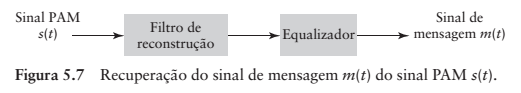 Sinal PAM
s(t)
Filtro de
reconstrução
Equalizador
Sinal de
mensagem m(t)
Figura 5.7 Recuperação do sinal de mensagem m(t) do sinal PAM s(t).